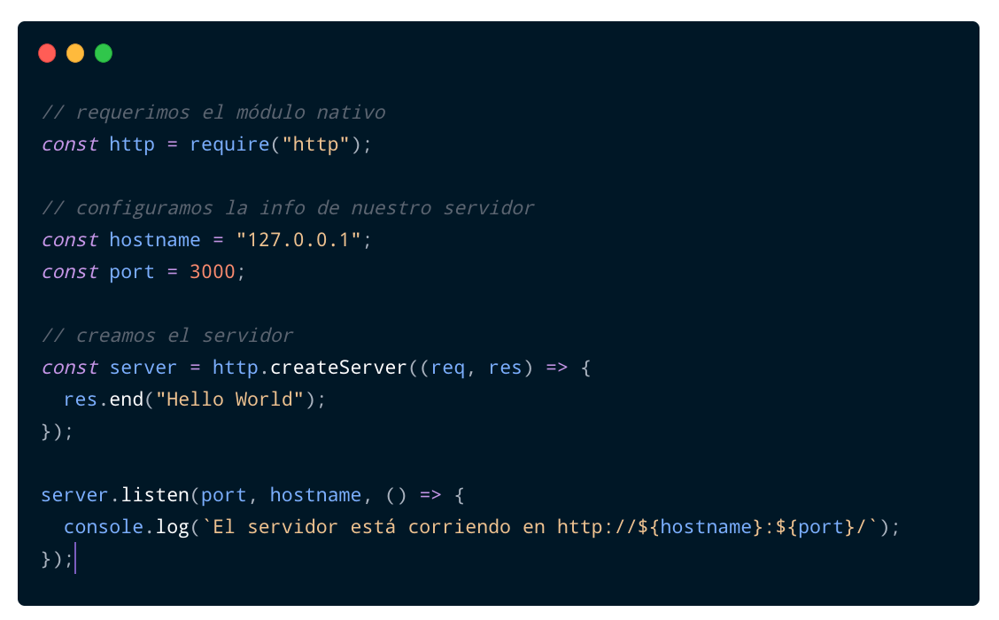 // requerimos el módulo nativo
const http = require("http");
// configuramos la info de nuestro servidor
const hostname = "127.0.0.1";
const port = 3000;
// creamos el servidor
const server = http.createServer((req, res) => {
  res.end("Hello World");
});
server.listen(port, hostname, () => {
  console.log(`El servidor está corriendo en http://${hostname}:${port}/`);
});